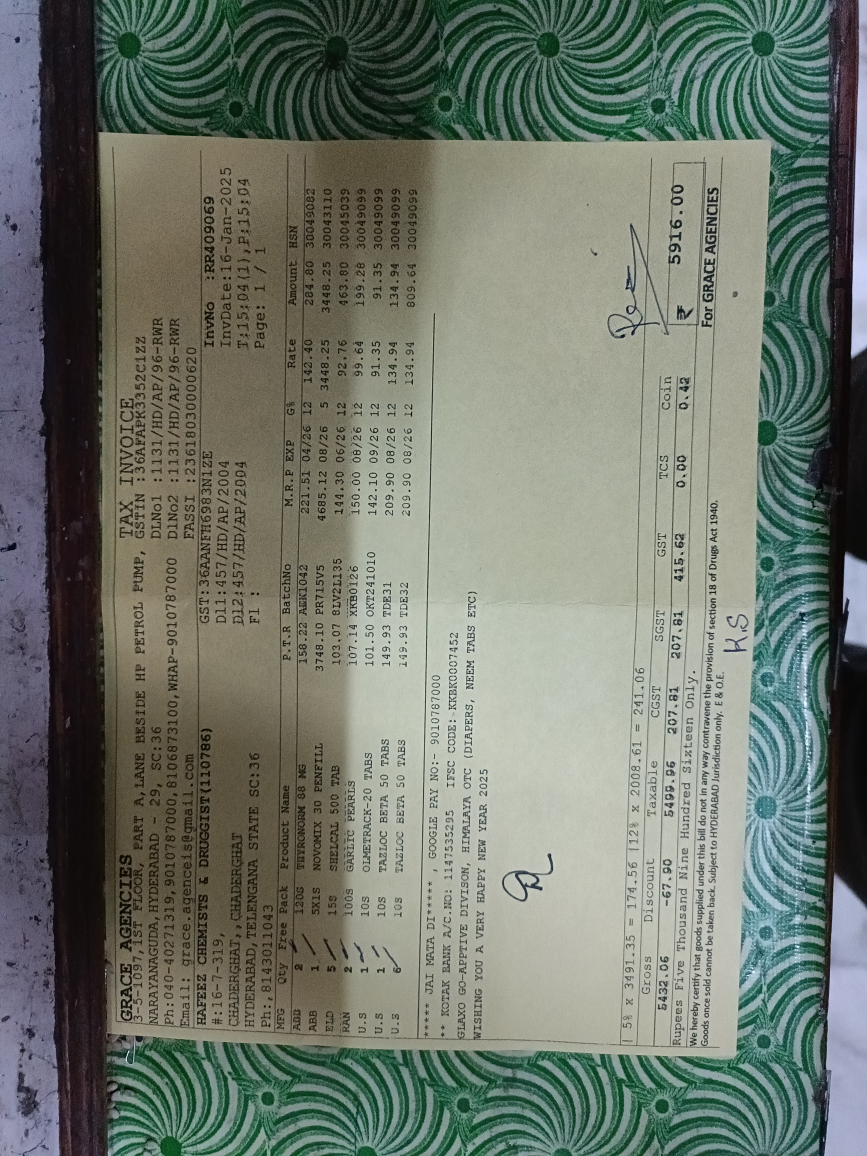 GRACE AGENCIES TAX INVOICE
3-5-1097,1ST FLOOR, PART A,LANE BESIDE HP PETROL PUMP, GSTIN :36AFAPK3352C1ZZ
NARAYANAGUDA,HYDERABAD - 29, SC:36 DLNo1 :1131/HD/AP/96-RWR
Ph:040-40271319,9010787000,8106873100,WHAP-9010787000 DlNo2 :1131/HD/AP/96-RWR
Email: grace.agenceis@gmail.com FASSI :23618030000620
HAFEEZ CHEMISTS & DRUGGIST(110786) GST:36AANFH6983N1ZE InvNo :RR409069
#:16-7-319, D11:457/HD/AP/2004 InvDate:16-Jan-2025
CHADERGHAT,,CHADERGHAT D12:457/HD/AP/2004 T;15;04(1),P;15;04
HYDERABAD,TELENGANA STATE SC:36 F1 : Page: 1 / 1
Ph:,8143011043
MFG Qty Free Pack Product Name P.T.R BatchNo M.R.P EXP G% Rate Amount HSN
ABB 2 120S THYRONORM 88 MG 158.22 AEK1042 221.51 04/26 12 142.40 284.80 30049082
ABB 1 5X1S NOVOMIX 30 PENFILL 3748.10 PR715V5 4685.12 08/26 5 3448.25 3448.25 30043110
ELD 5 15S SHELCAL 500 TAB 103.07 8LV2L135 144.30 06/26 12 92.76 463.80 30045039
RAN 2 100S GARLIC PEARLS 107.14 XKB0126 150.00 08/26 12 99.64 199.28 30049099
U.S 1 10S OLMETRACK-20 TABS 101.50 OKT241010 142.10 09/26 12 91.35 91.35 30049099
U.S 1 10S TAZLOC BETA 50 TABS 149.93 TDE31 209.90 08/26 12 134.94 134.94 30049099
U.S 6 10S TAZLOC BETA 50 TABS 149.93 TDE32 209.90 08/26 12 134.94 809.64 30049099
***** JAI MATA DI***** , GOOGLE PAY NO:- 9010787000
** KOTAK BANK A/C.NO: 1147535295 IFSC CODE:-KKBK0007452
GLAXO GO-APPTIVE DIVISON, HIMALAYA OTC (DIAPERS, NEEM TABS ETC)
WISHING YOU A VERY HAPPY NEW YEAR 2025
| 5% x 3491.35 = 174.56 |12% x 2008.61 = 241.06
Gross Discount Taxable CGST SGST GST TCS Coin
5432.06 -67.90 5499.96 207.81 207.81 415.62 0.00 0.42 ₹ 5916.00
Rupees Five Thousand Nine Hundred Sixteen Only.
We hereby certify that goods supplied under this bill do not in any way contravene the provision of section 18 of Drugs Act 1940.
Goods once sold cannot be taken back. Subject to HYDERABAD Jurisdiction only. E & O.E. For GRACE AGENCIES
K.S